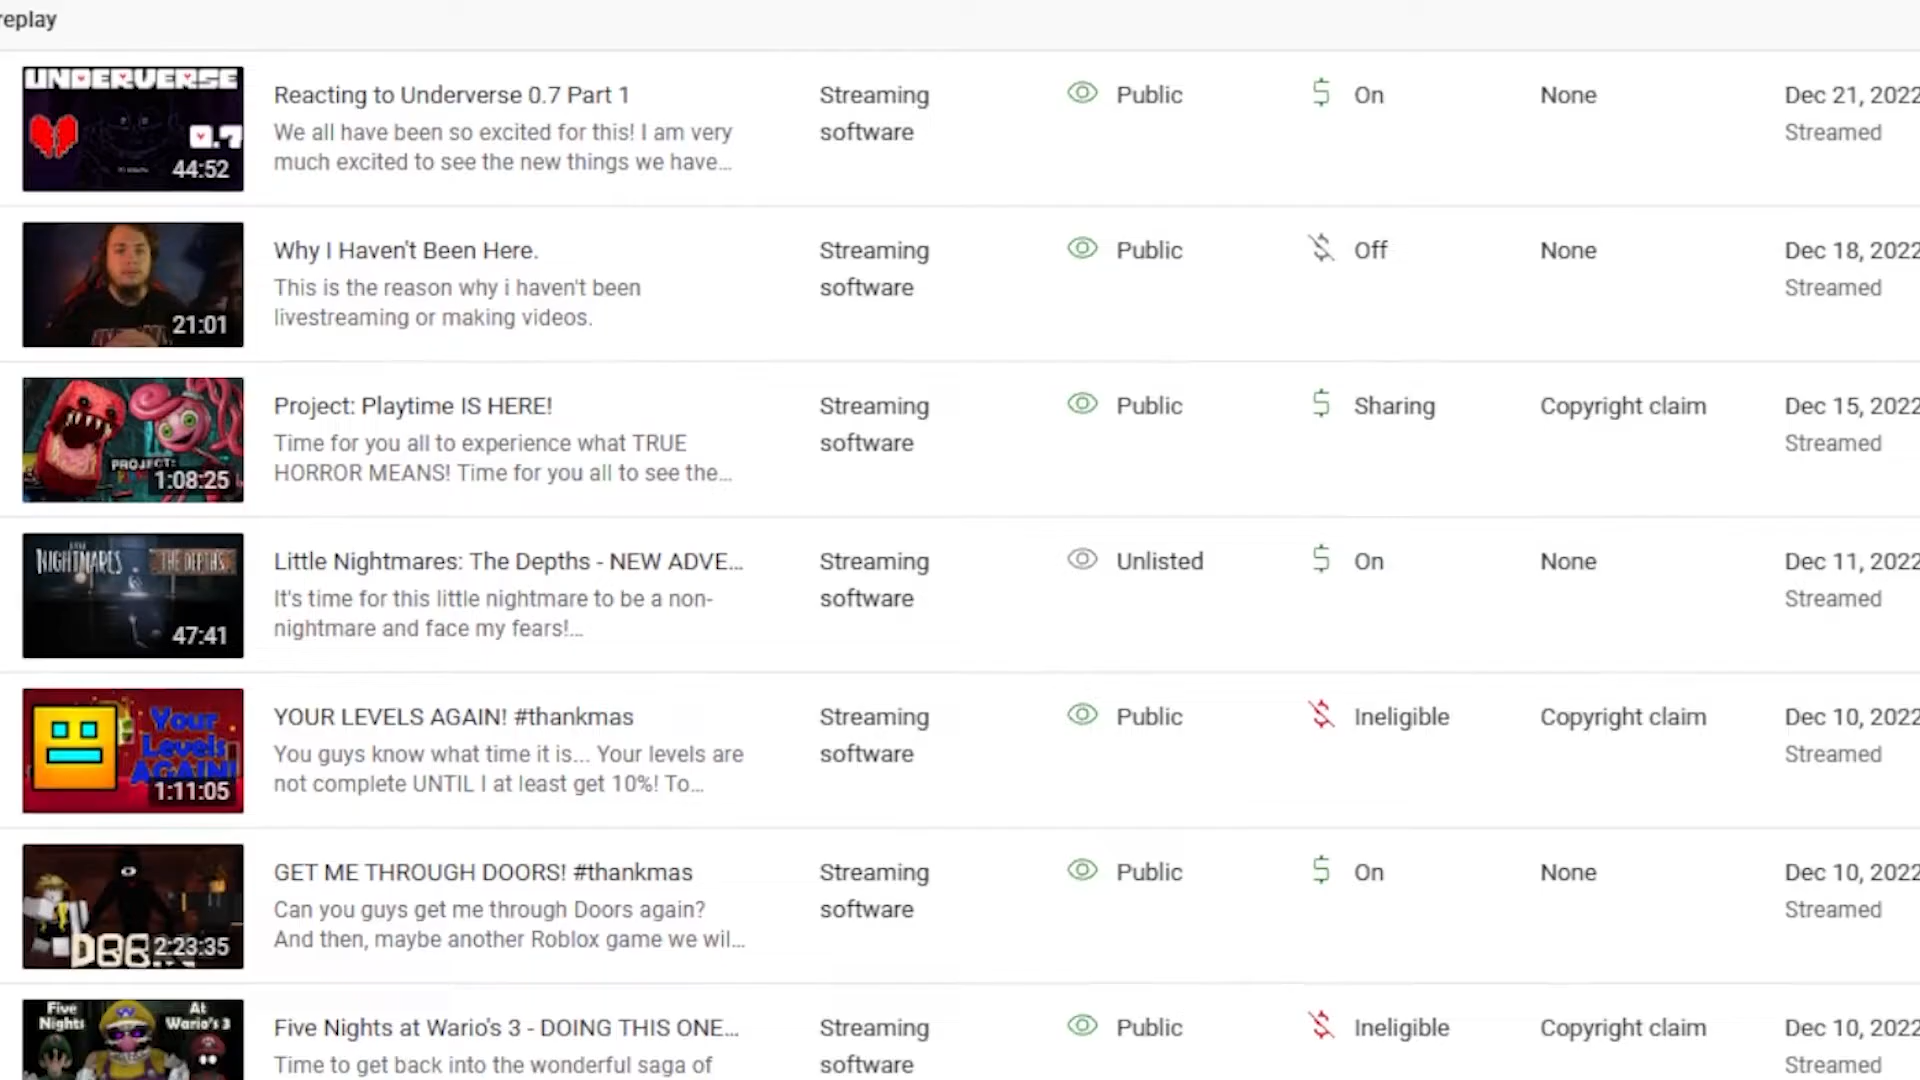 replay
UNDERVERSE
0.7
44:52
Reacting to Underverse 0.7 Part 1
We all have been so excited for this! I am very
much excited to see the new things we have...
Streaming
software
Public
On
None
Dec 21, 2022
Streamed
21:01
Why I Haven't Been Here.
This is the reason why i haven't been
livestreaming or making videos.
Streaming
software
Public
Off
None
Dec 18, 2022
Streamed
PROJECT:
1:08:25
Project: Playtime IS HERE!
Time for you all to experience what TRUE
HORROR MEANS! Time for you all to see the...
Streaming
software
Public
Sharing
Copyright claim
Dec 15, 2022
Streamed
NIGHTMARES
THE DEPTHS
47:41
Little Nightmares: The Depths - NEW ADVE...
It's time for this little nightmare to be a non-
nightmare and face my fears!...
Streaming
software
Unlisted
On
None
Dec 11, 2022
Streamed
Your
Levels
AGAIN!
1:11:05
YOUR LEVELS AGAIN! #thankmas
You guys know what time it is... Your levels are
not complete UNTIL I at least get 10%! To...
Streaming
software
Public
Ineligible
Copyright claim
Dec 10, 2022
Streamed
2:23:35
GET ME THROUGH DOORS! #thankmas
Can you guys get me through Doors again?
And then, maybe another Roblox game we wil...
Streaming
software
Public
On
None
Dec 10, 2022
Streamed
Five
Nights
At
Wario's 3
Five Nights at Wario's 3 - DOING THIS ONE...
Time to get back into the wonderful saga of
Streaming
software
Public
Ineligible
Copyright claim
Dec 10, 2022
Streamed